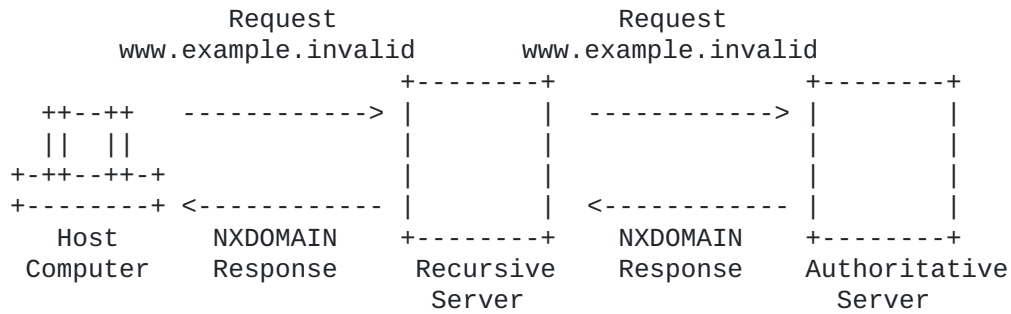 Request Request
www.example.invalid www.example.invalid
Host NXDOMAIN NXDOMAIN
Computer Response Recursive Response Authoritative
Server Server